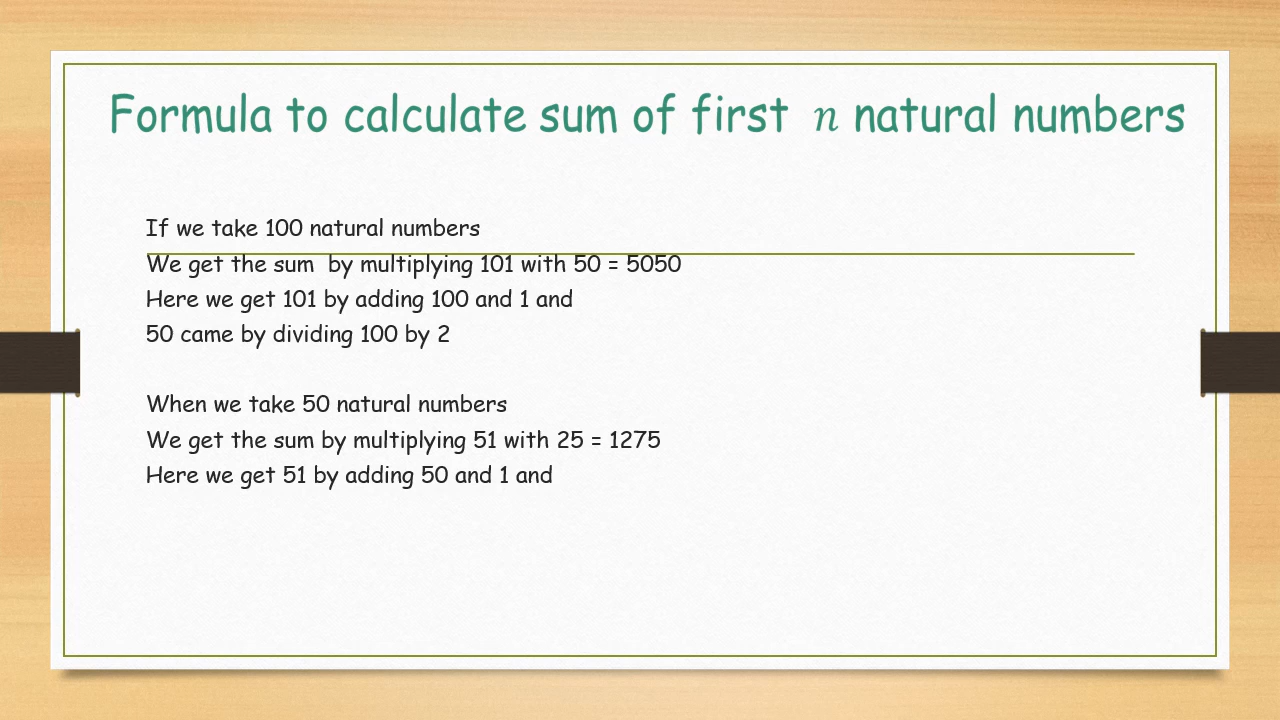 Formula to calculate sum of first n natural numbers
If we take 100 natural numbers
We get the sum by multiplying 101 with 50 = 5050
Here we get 101 by adding 100 and 1 and
50 came by dividing 100 by 2
When we take 50 natural numbers
We get the sum by multiplying 51 with 25 = 1275
Here we get 51 by adding 50 and 1 and